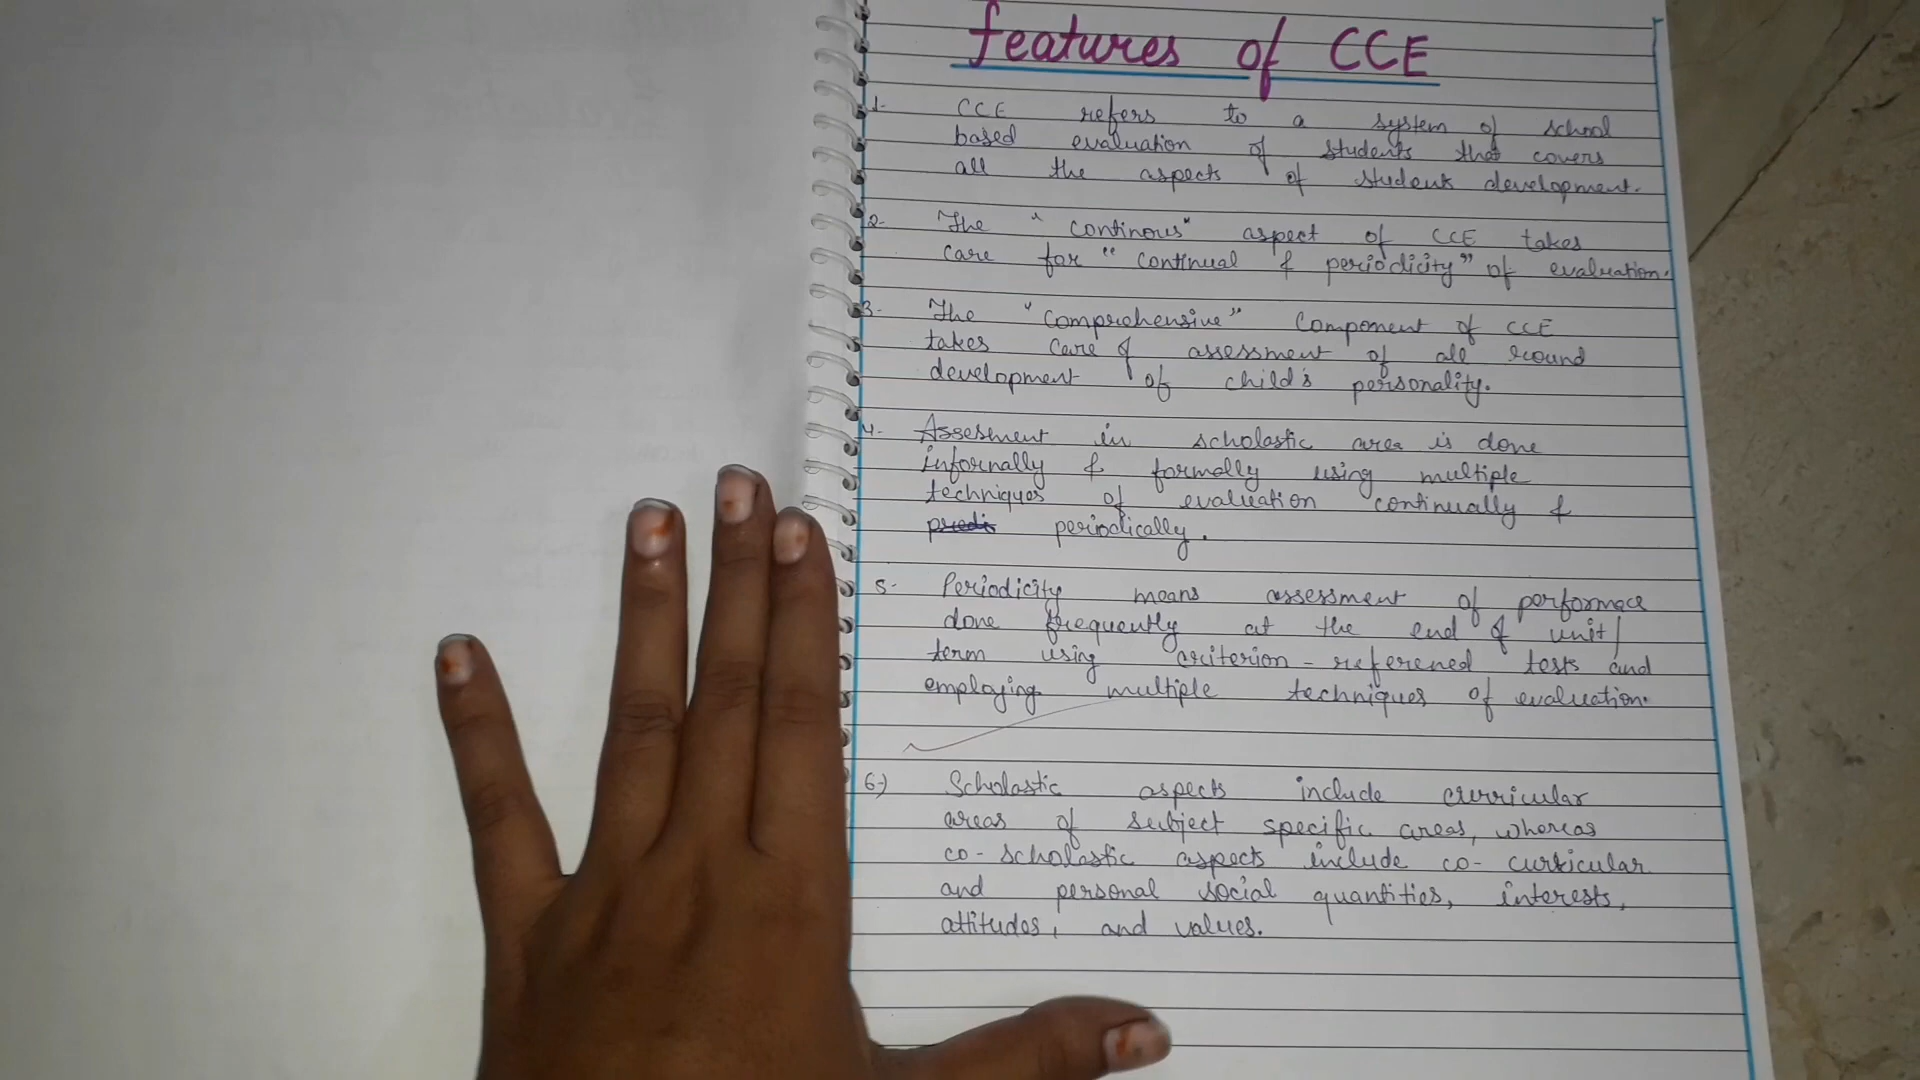 features of CCE
1- CCE refers to a system of school
based evaluation of students that covers
all the aspects of students development.
2- The "continous" aspect of CCE takes
care for "continual & periodicity" of evaluation.
3- The "comprehensive" component of CCE
takes care of assessment of all round
development of child's personality.
4- Assesment in scholastic area is done
informally & formally using multiple
techniques of evaluation continually &
periodically.
5- Periodicity means assessment of performace
done frequently at the end of unit/
term using criterion-referened tests and
employing multiple techniques of evaluation.
6-) Scholastic aspects include curricular
areas of subject specific areas, whereas
co-scholastic aspects include co-curricular
and personal social quantities, interests,
attitudes, and values.